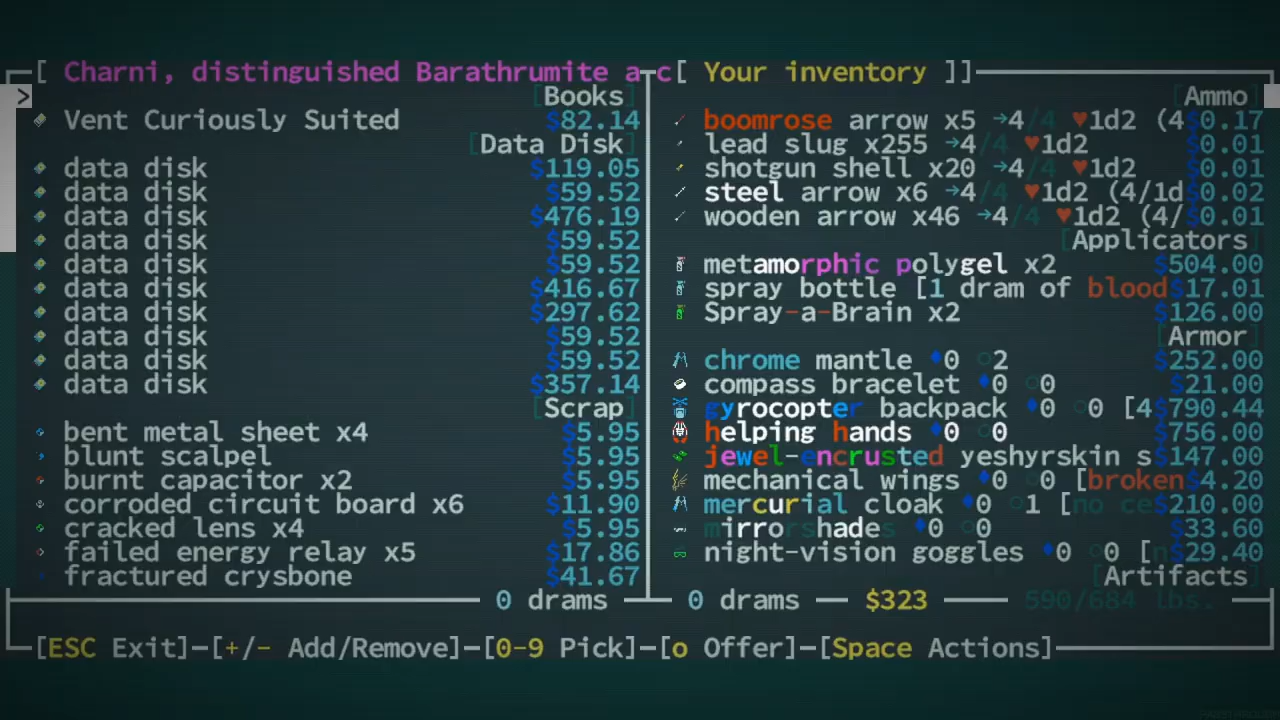 [ Charni, distinguished Barathrumite a c[ Your inventory ]]
>
[Books]
Vent Curiously Suited $82.14
[Data Disk]
data disk $119.05
data disk $59.52
data disk $476.19
data disk $59.52
data disk $59.52
data disk $416.67
data disk $297.62
data disk $59.52
data disk $59.52
data disk $357.14
[Scrap]
bent metal sheet x4 $5.95
blunt scalpel $5.95
burnt capacitor x2 $5.95
corroded circuit board x6 $11.90
cracked lens x4 $5.95
failed energy relay x5 $17.86
fractured crysbone $41.67
0 drams
[Ammo]
boomrose arrow x5 →4/4 ♥1d2 (4 $0.17
lead slug x255 →4/4 ♥1d2 $0.01
shotgun shell x20 →4/4 ♥1d2 $0.01
steel arrow x6 →4/4 ♥1d2 (4/1d $0.02
wooden arrow x46 →4/4 ♥1d2 (4/ $0.01
[Applicators]
metamorphic polygel x2 $504.00
spray bottle [1 dram of blood $17.01
Spray-a-Brain x2 $126.00
[Armor]
chrome mantle ♦0 ○2 $252.00
compass bracelet ♦0 ○0 $21.00
gyrocopter backpack ♦0 ○0 [4 $790.44
helping hands ♦0 ○0 $756.00
jewel-encrusted yeshyrskin s $147.00
mechanical wings ♦0 ○0 [broken $4.20
mercurial cloak ♦0 ○1 [no ce $210.00
mirrorshades ♦0 ○0 $33.60
night-vision goggles ♦0 ○0 [n $29.40
[Artifacts]
0 drams — $323 — 590/684 lbs.
[ESC Exit]-[+/- Add/Remove]-[0-9 Pick]-[o Offer]-[Space Actions]